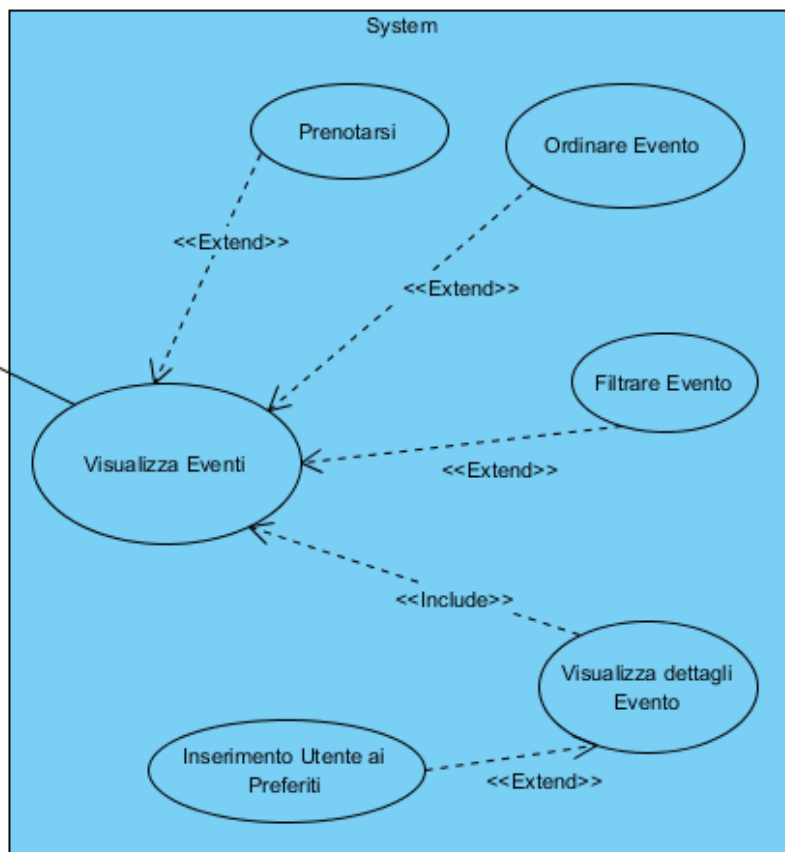 System
Prenotarsi
Ordinare Evento
<<Extend>>
<<Extend>>
Filtrare Evento
Visualizza Eventi
<<Extend>>
<<Include>>
Visualizza dettagli
Evento
Inserimento Utente ai
Preferiti
<<Extend>>